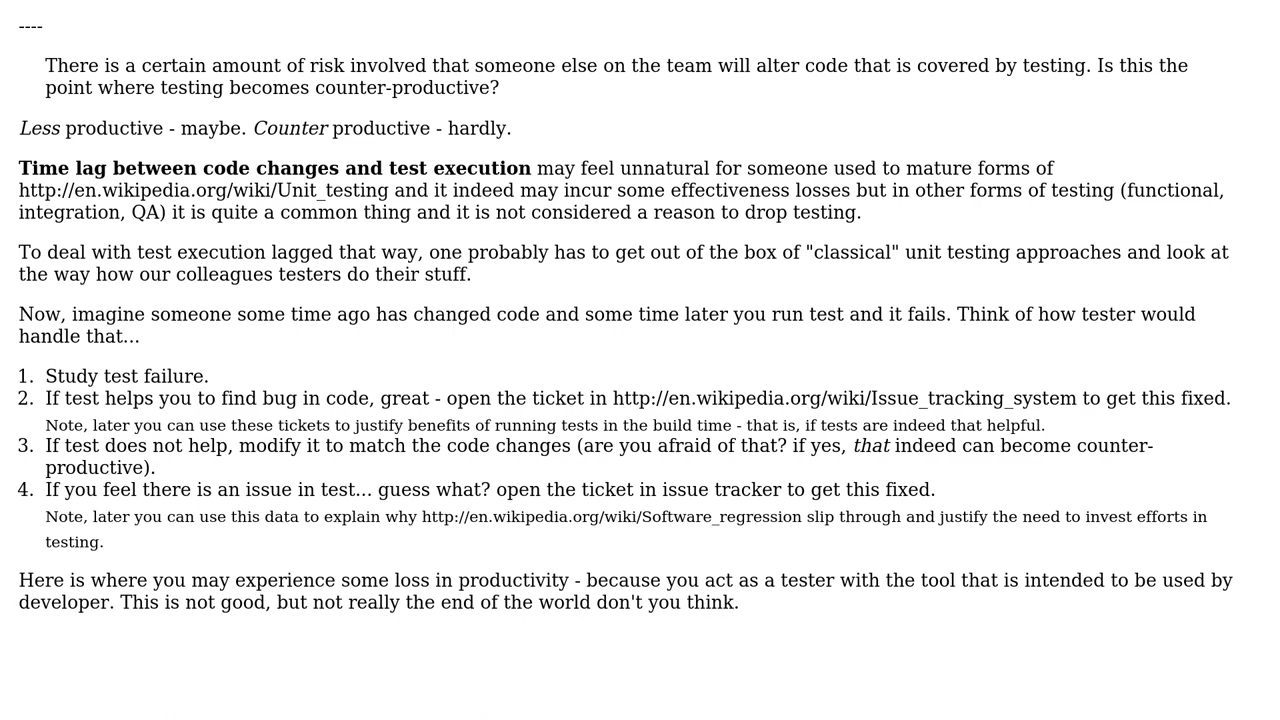 ----
There is a certain amount of risk involved that someone else on the team will alter code that is covered by testing. Is this the
point where testing becomes counter-productive?
Less productive - maybe. Counter productive - hardly.
Time lag between code changes and test execution may feel unnatural for someone used to mature forms of
http://en.wikipedia.org/wiki/Unit_testing and it indeed may incur some effectiveness losses but in other forms of testing (functional,
integration, QA) it is quite a common thing and it is not considered a reason to drop testing.
To deal with test execution lagged that way, one probably has to get out of the box of "classical" unit testing approaches and look at
the way how our colleagues testers do their stuff.
Now, imagine someone some time ago has changed code and some time later you run test and it fails. Think of how tester would
handle that...
1. Study test failure.
2. If test helps you to find bug in code, great - open the ticket in http://en.wikipedia.org/wiki/Issue_tracking_system to get this fixed.
Note, later you can use these tickets to justify benefits of running tests in the build time - that is, if tests are indeed that helpful.
3. If test does not help, modify it to match the code changes (are you afraid of that? if yes, that indeed can become counter-
productive).
4. If you feel there is an issue in test... guess what? open the ticket in issue tracker to get this fixed.
Note, later you can use this data to explain why http://en.wikipedia.org/wiki/Software_regression slip through and justify the need to invest efforts in
testing.
Here is where you may experience some loss in productivity - because you act as a tester with the tool that is intended to be used by
developer. This is not good, but not really the end of the world don't you think.